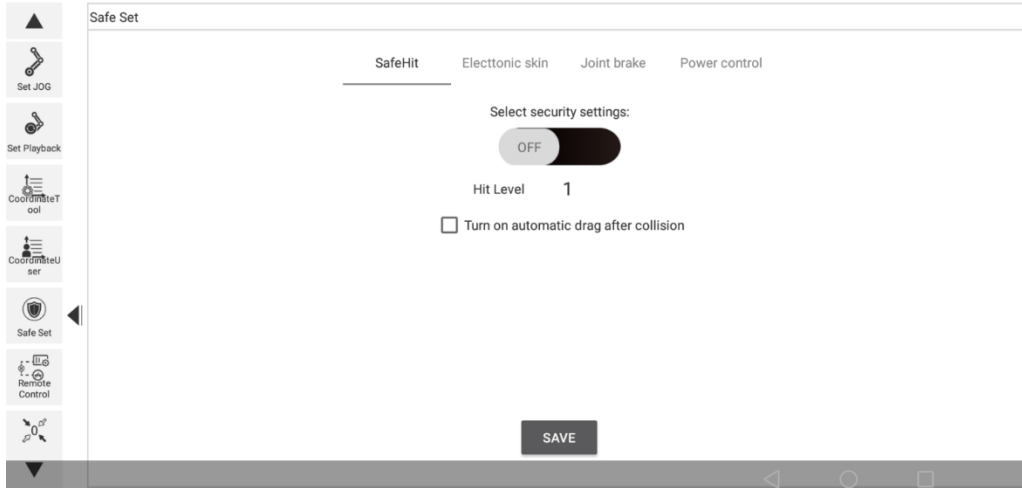 Safe Set
Set JOG
Set Playback
CoordinateT
ool
CoordinateU
ser
Safe Set
Remote
Control
0
SafeHit Electtonic skin Joint brake Power control
Select security settings:
OFF
Hit Level 1
Turn on automatic drag after collision
SAVE